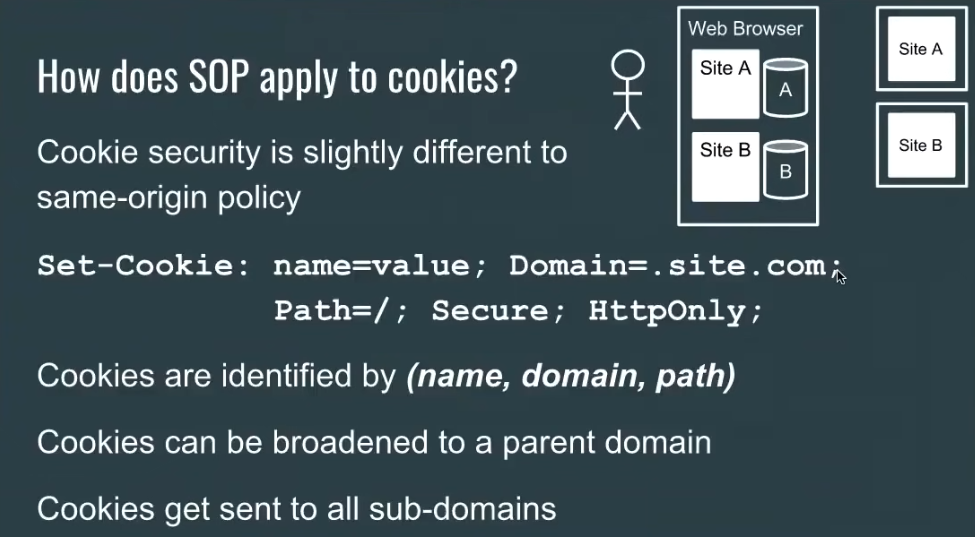 How does SOP apply to cookies?
Cookie security is slightly different to
same-origin policy
Set-Cookie: name=value; Domain=.site.com;
Path=/; Secure; HttpOnly;
Cookies are identified by (name, domain, path)
Cookies can be broadened to a parent domain
Cookies get sent to all sub-domains
Web Browser
Site A
A
Site B
B
Site A
Site B